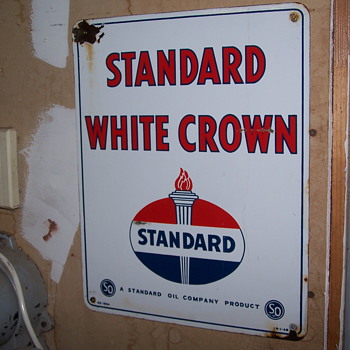 STANDARD
WHITE CROWN
STANDARD
SO A STANDARD OIL COMPANY PRODUCT SO